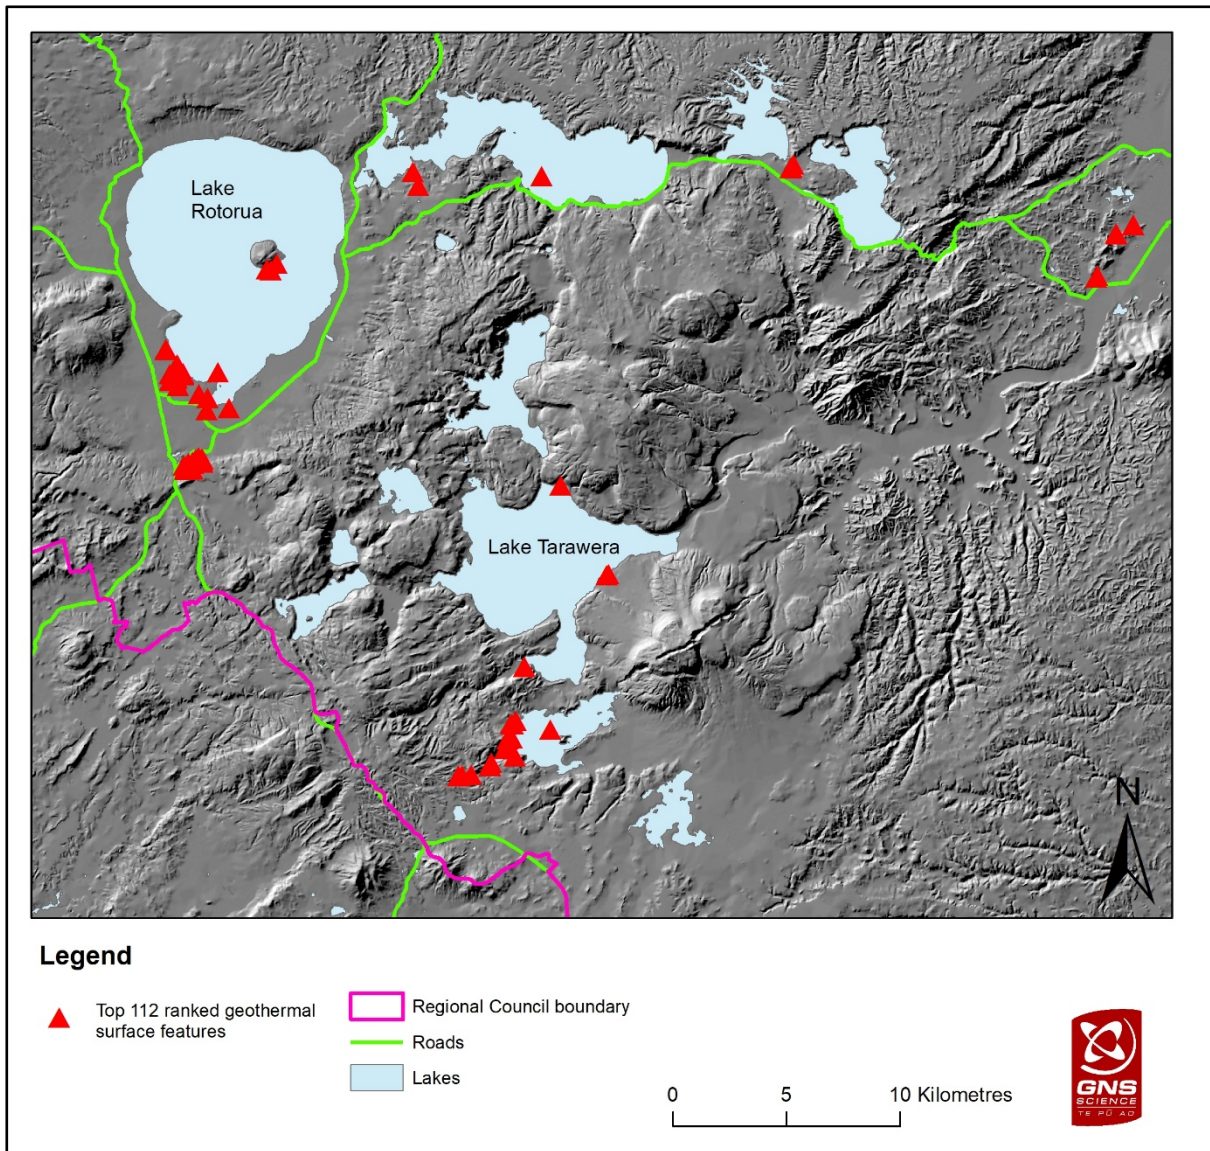 Lake
Rotorua
Lake Tarawera
N
Legend
Top 112 ranked geothermal
surface features
Regional Council boundary
Roads
Lakes
0 5 10 Kilometres
GNS
SCIENCE
TE PŪ AO